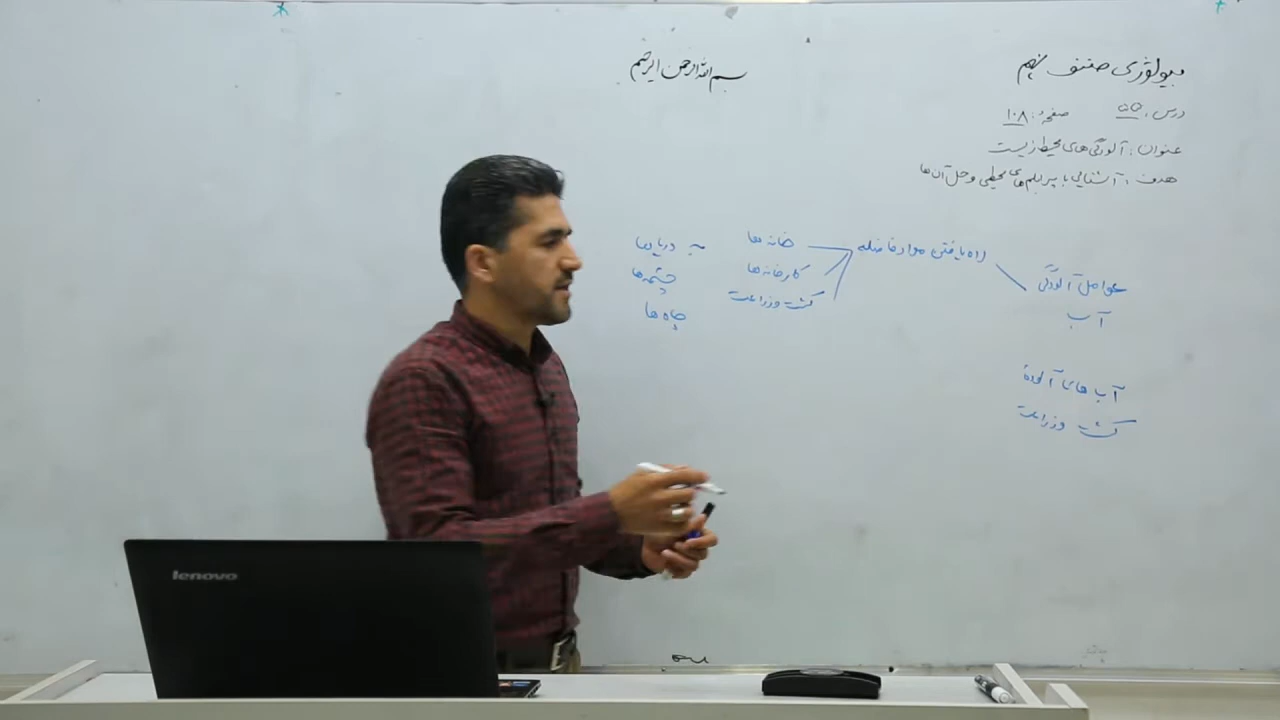 بسم الله الرحمن الرحیم
بیولوژی صنف نهم
درس:
صفحه: ۱۰۸
عنوان: آلودگی های محیط زیست
هدف: آشنایی با پرابلم های محیطی و حل آن ها
عوامل آلودگی
آب
راه یافتن مواد فاضله
خانه ها
کارخانه ها
کشت و زراعت
به دریاها
چشمه ها
چاه ها
آب های آلوده
کشت و زراعت
lenovo